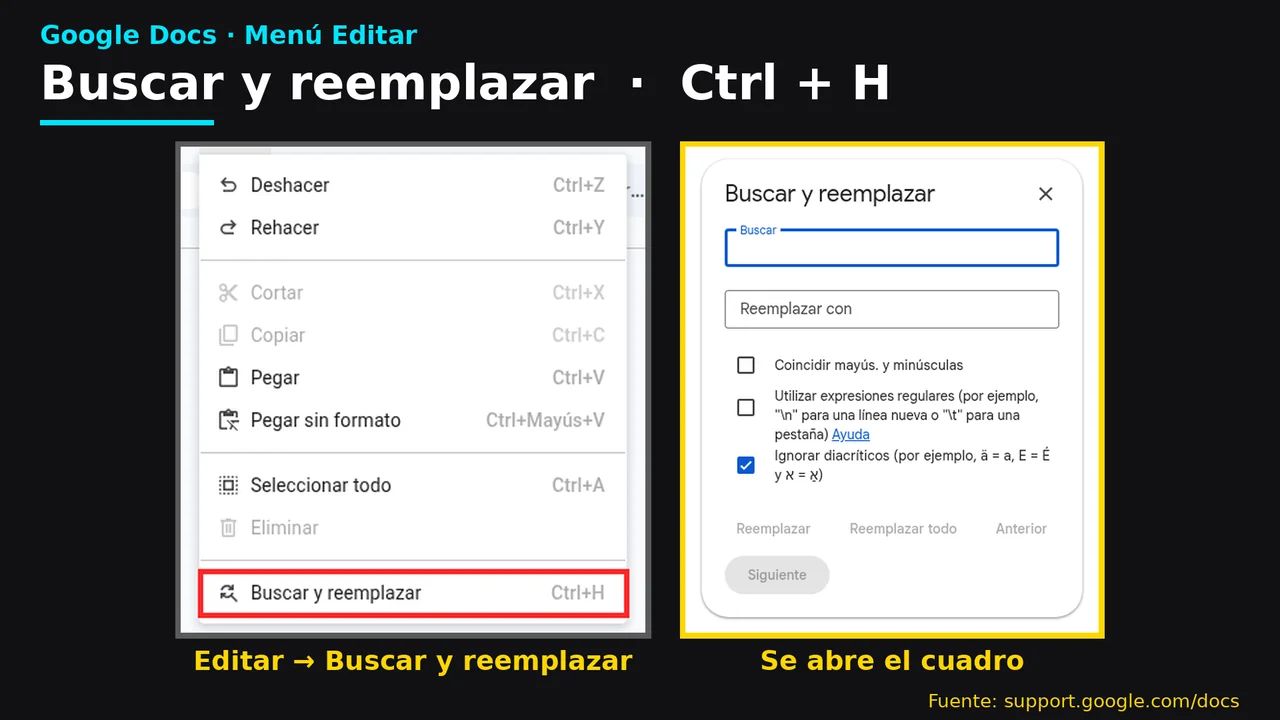 Google Docs · Menú Editar
Buscar y reemplazar · Ctrl + H
Deshacer Ctrl+Z
Rehacer Ctrl+Y
Cortar Ctrl+X
Copiar Ctrl+C
Pegar Ctrl+V
Pegar sin formato Ctrl+Mayús+V
Seleccionar todo Ctrl+A
Eliminar
Buscar y reemplazar Ctrl+H
Editar → Buscar y reemplazar
Buscar y reemplazar
Buscar
Reemplazar con
Coincidir mayús. y minúsculas
Utilizar expresiones regulares (por ejemplo,
"\n" para una línea nueva o "\t" para una
pestaña) Ayuda
Ignorar diacríticos (por ejemplo, ä = a, E = É
y א = אָ)
Reemplazar Reemplazar todo Anterior
Siguiente
Se abre el cuadro
Fuente: support.google.com/docs